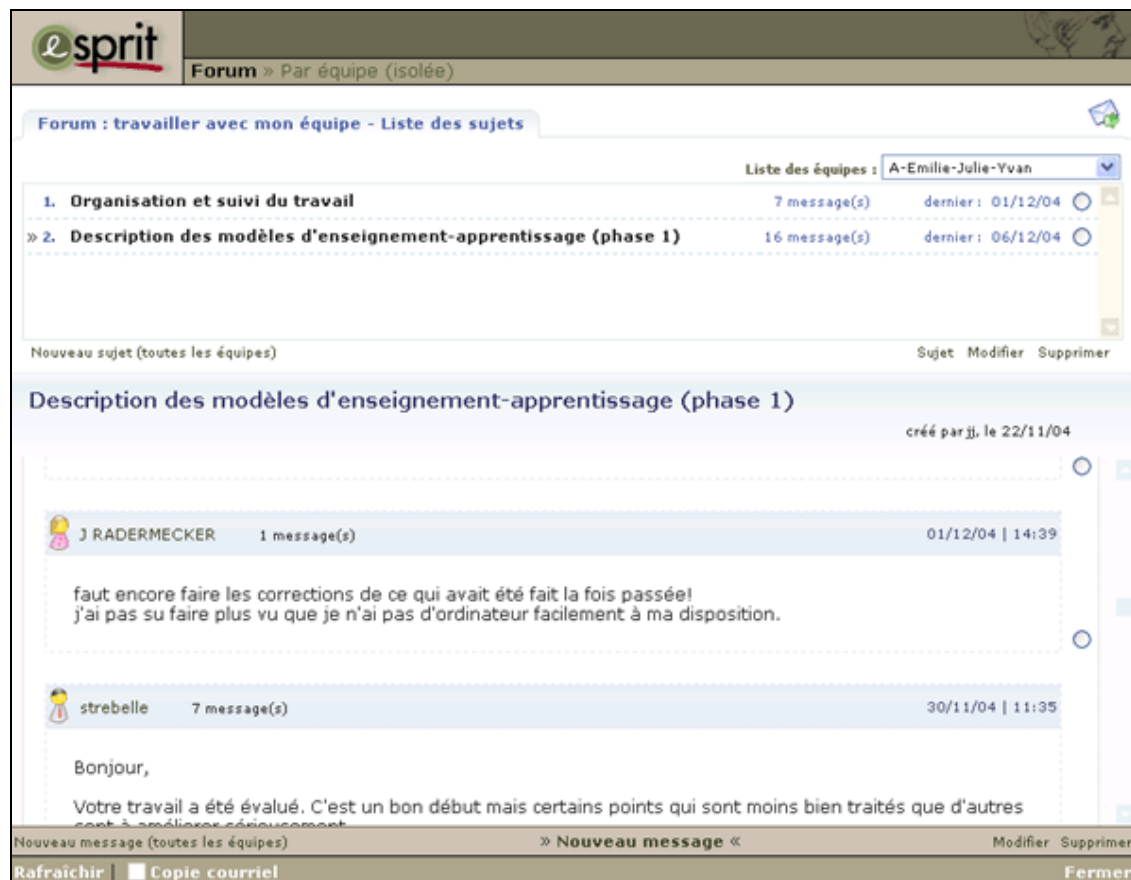 esprit
Forum » Par équipe (isolée)
Forum : travailler avec mon équipe - Liste des sujets
Liste des équipes : A-Emilie-Julie-Yvan
1. Organisation et suivi du travail 7 message(s) dernier : 01/12/04
» 2. Description des modèles d'enseignement-apprentissage (phase 1) 16 message(s) dernier : 06/12/04
Nouveau sujet (toutes les équipes) Sujet Modifier Supprimer
Description des modèles d'enseignement-apprentissage (phase 1)
créé par jj, le 22/11/04
J RADERMECKER 1 message(s) 01/12/04 | 14:39
faut encore faire les corrections de ce qui avait été fait la fois passée!
j'ai pas su faire plus vu que je n'ai pas d'ordinateur facilement à ma disposition.
strebelle 7 message(s) 30/11/04 | 11:35
Bonjour,
Votre travail a été évalué. C'est un bon début mais certains points qui sont moins bien traités que d'autres
sont à améliorer sérieusement
Nouveau message (toutes les équipes) » Nouveau message « Modifier Supprimer
Rafraîchir | Copie courriel Fermer